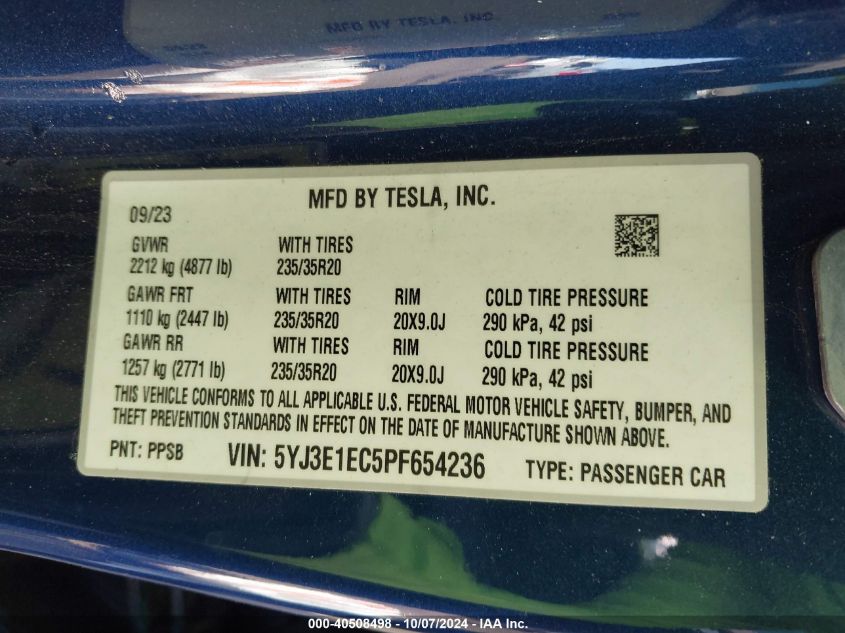 MFD BY TESLA, INC.
MFD BY TESLA, INC.
09/23
GVWR WITH TIRES
2212 kg (4877 lb) 235/35R20
GAWR FRT WITH TIRES RIM COLD TIRE PRESSURE
1110 kg (2447 lb) 235/35R20 20X9.0J 290 kPa, 42 psi
GAWR RR WITH TIRES RIM COLD TIRE PRESSURE
1257 kg (2771 lb) 235/35R20 20X9.0J 290 kPa, 42 psi
THIS VEHICLE CONFORMS TO ALL APPLICABLE U.S. FEDERAL MOTOR VEHICLE SAFETY, BUMPER, AND
THEFT PREVENTION STANDARDS IN EFFECT ON THE DATE OF MANUFACTURE SHOWN ABOVE.
PNT: PPSB VIN: 5YJ3E1EC5PF654236 TYPE: PASSENGER CAR
000-40508498 - 10/07/2024 - IAA Inc.